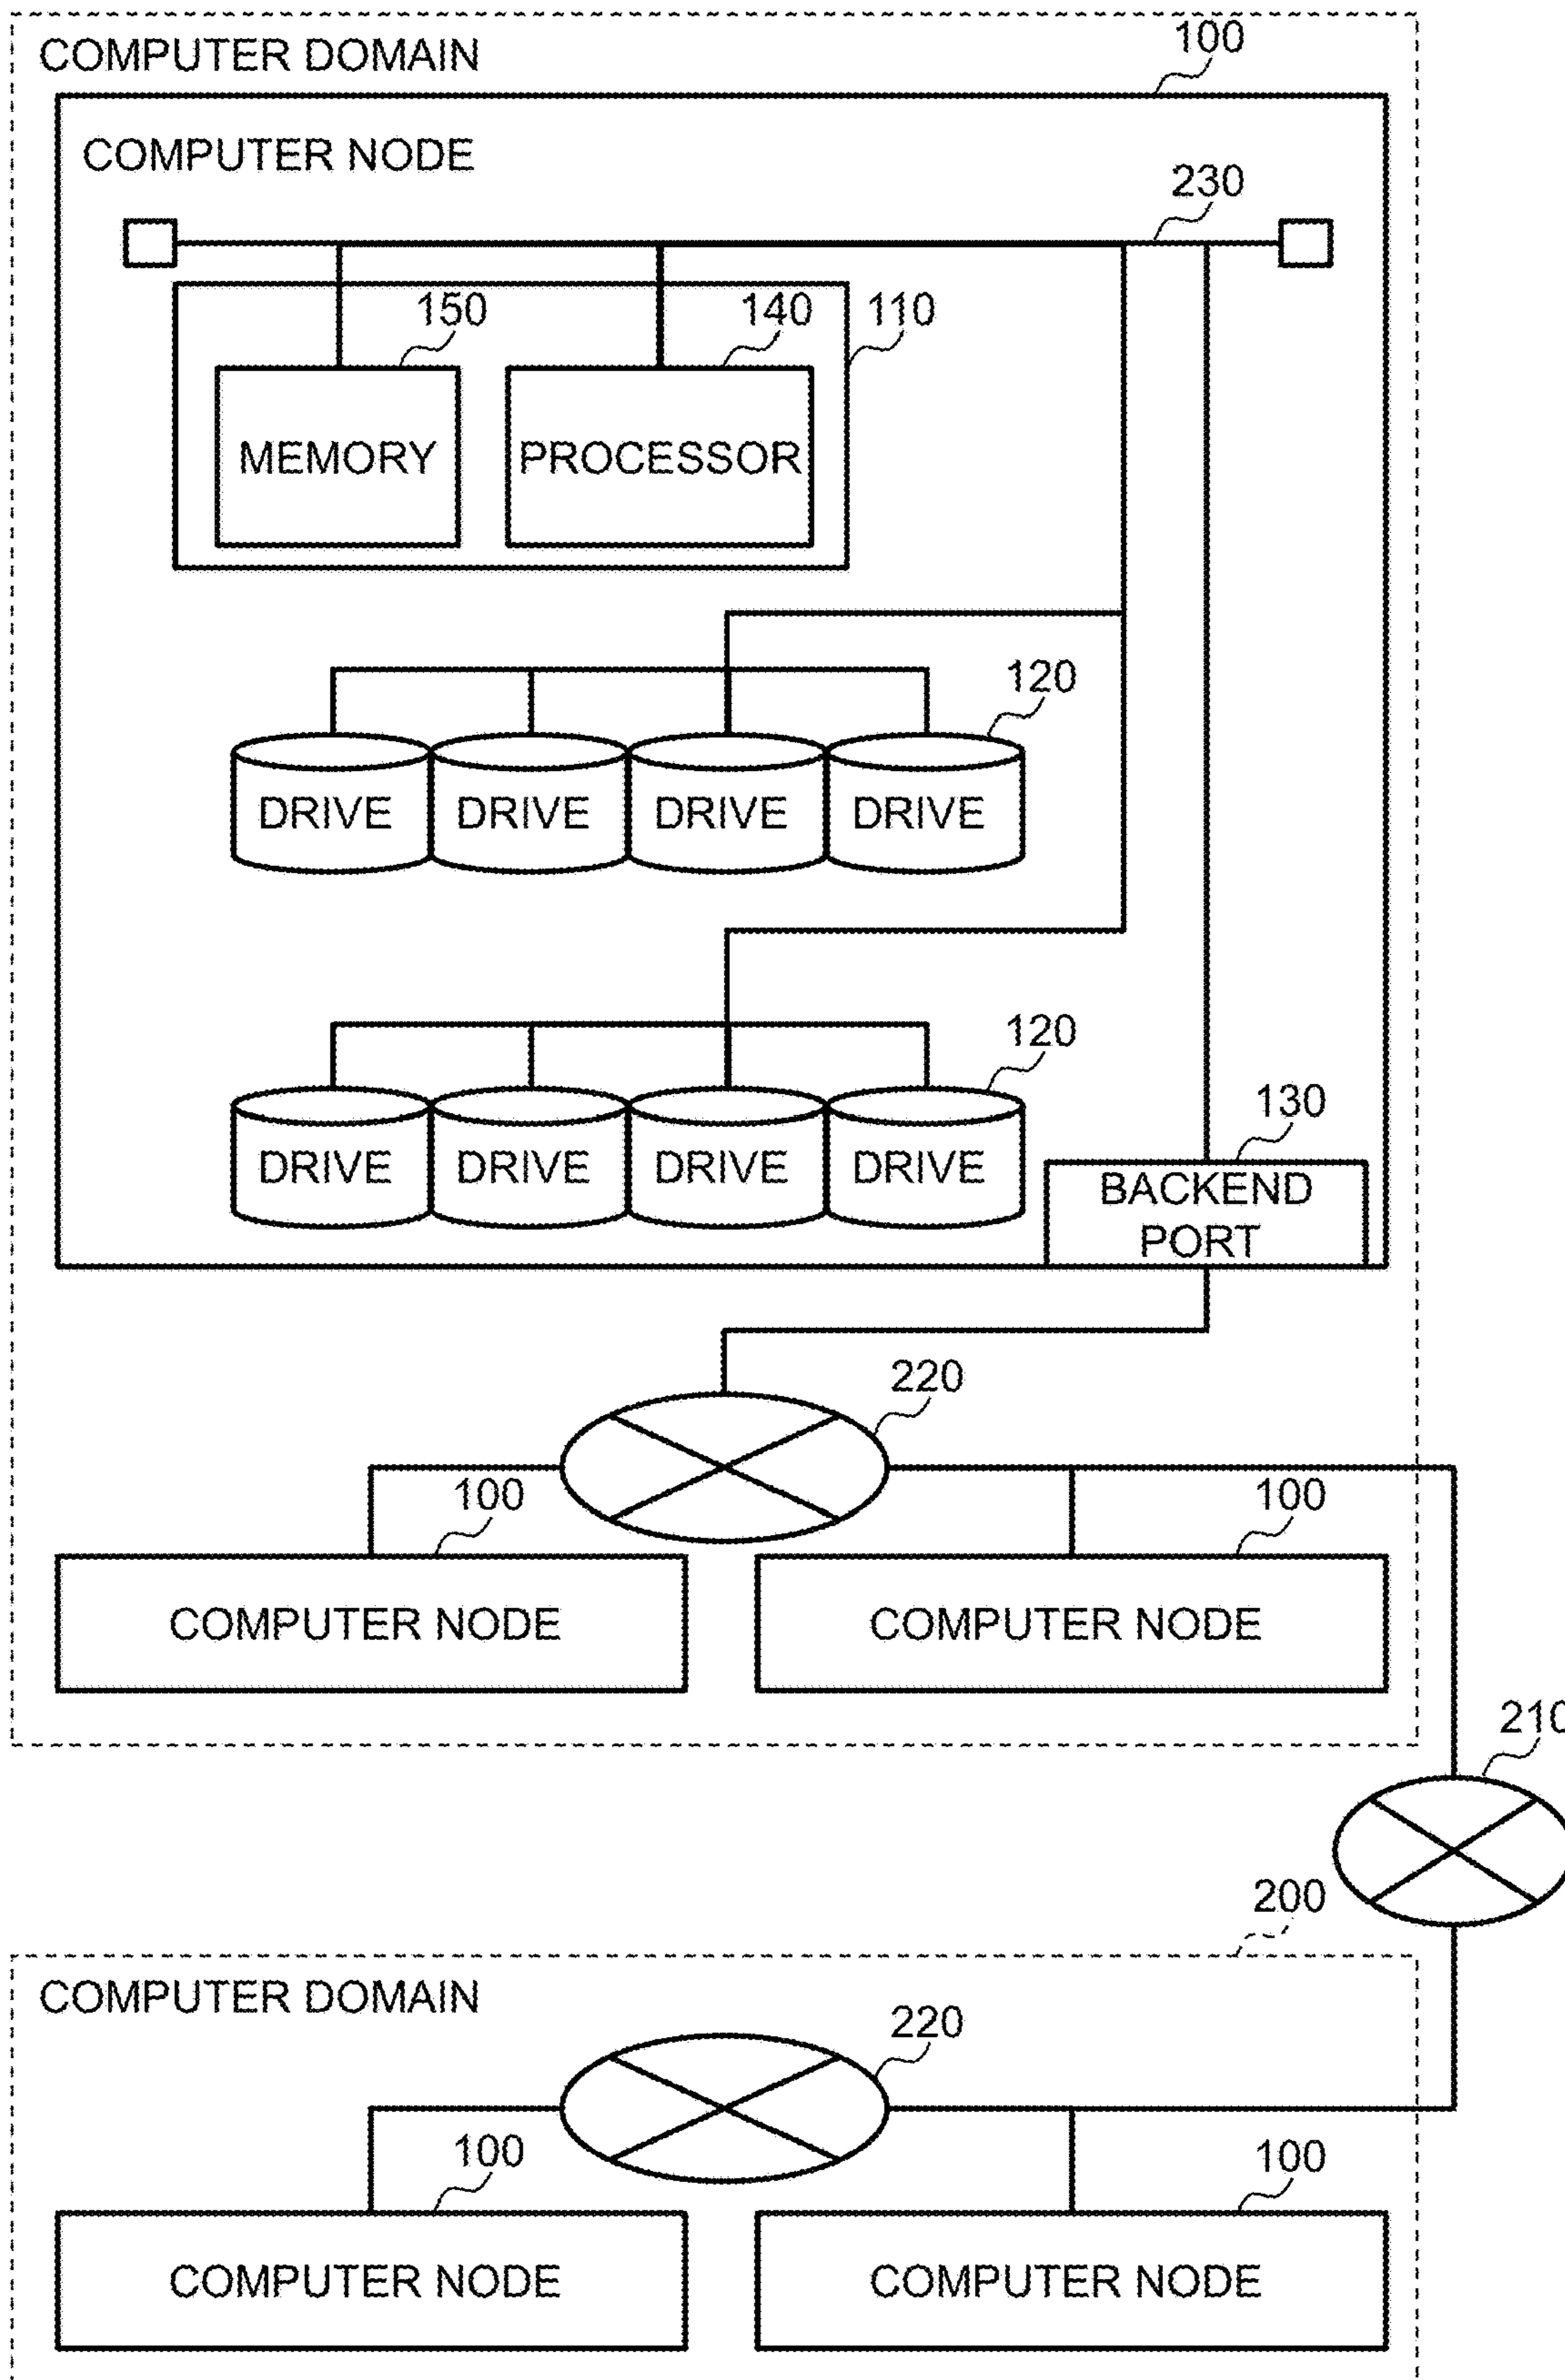 100
COMPUTER DOMAIN
COMPUTER NODE
230
150
140
110
MEMORY
PROCESSOR
120
DRIVE
DRIVE
DRIVE
DRIVE
120
DRIVE
DRIVE
DRIVE
DRIVE
130
BACKEND
PORT
220
100
100
COMPUTER NODE
COMPUTER NODE
210
200
COMPUTER DOMAIN
220
100
100
COMPUTER NODE
COMPUTER NODE